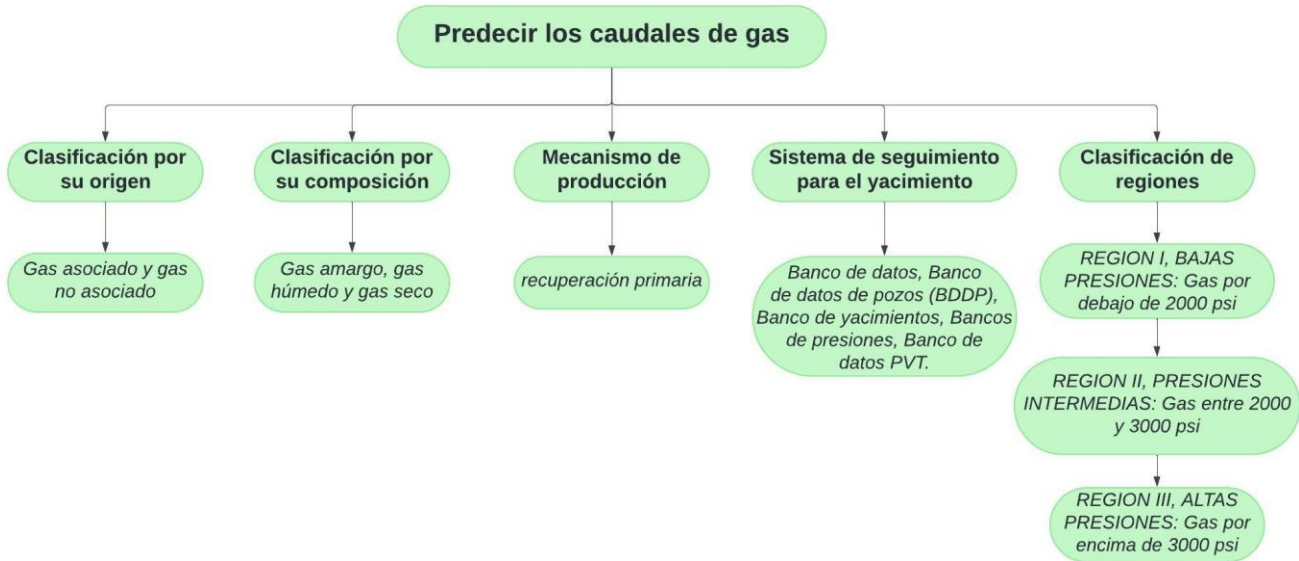 Predecir los caudales de gas
Clasificación por
su origen
Clasificación por
su composición
Mecanismo de
producción
Sistema de seguimiento
para el yacimiento
Clasificación de
regiones
Gas asociado y gas
no asociado
Gas amargo, gas
húmedo y gas seco
recuperación primaria
Banco de datos, Banco
de datos de pozos (BDDP),
Banco de yacimientos, Bancos
de presiones, Banco de
datos PVT.
REGION I, BAJAS
PRESIONES: Gas por
debajo de 2000 psi
REGION II, PRESIONES
INTERMEDIAS: Gas entre 2000
y 3000 psi
REGION III, ALTAS
PRESIONES: Gas por
encima de 3000 psi